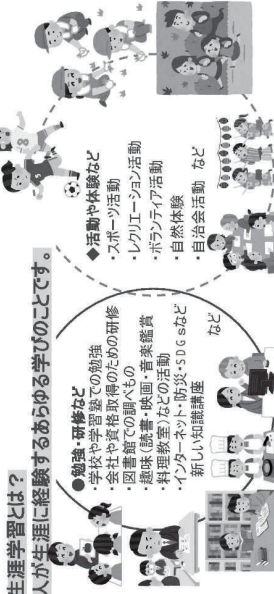 生涯学習とは？
人が生涯に経験するあらゆる学びのことです。
●勉強・研修など
・学校や学習塾での勉強
・会社や資格取得のための研修
・図書館での調べもの
・趣味（読書・映画・音楽鑑賞
料理教室）などの活動
・インターネット・防災・SDGsなど
新しい知識講座
など
◆活動や体験など
・スポーツ活動
・レクリエーション活動
・ボランティア活動
・自然体験
・自治会活動　など
8